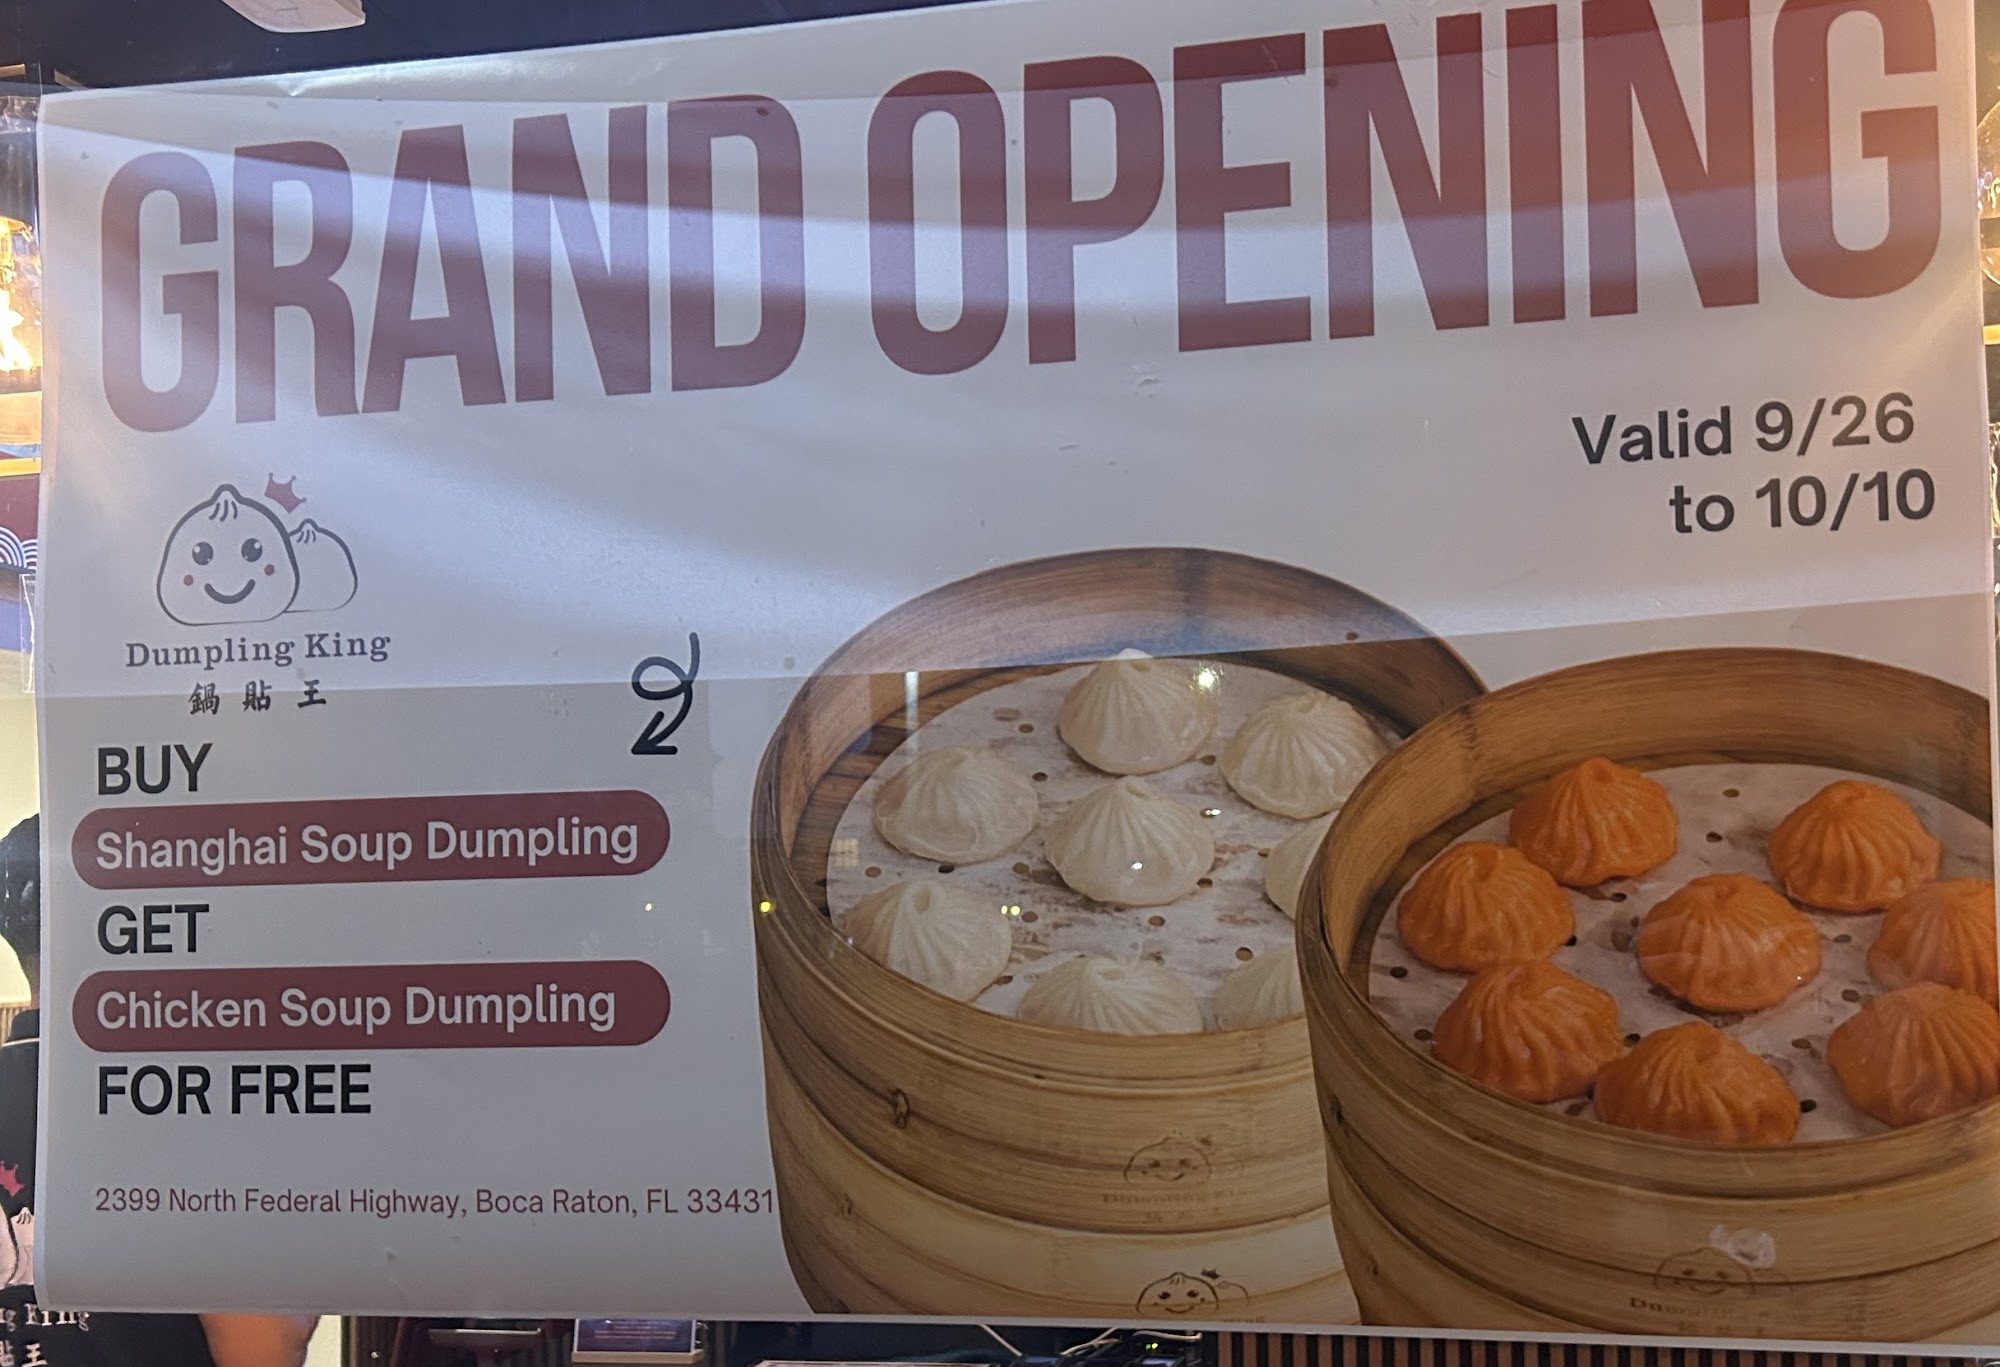 GRAND OPENING
Valid 9/26
to 10/10
Dumpling King
鍋貼王
BUY
Shanghai Soup Dumpling
GET
Chicken Soup Dumpling
FOR FREE
2399 North Federal Highway, Boca Raton, FL 33431